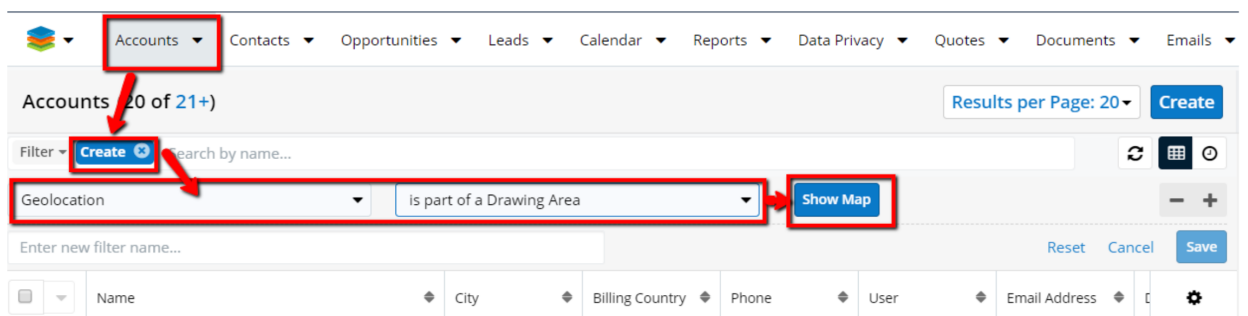 Accounts Contacts Opportunities Leads Calendar Reports Data Privacy Quotes Documents Emails
Accounts (20 of 21+) Results per Page: 20 Create
Filter Create Search by name...
Geolocation is part of a Drawing Area Show Map
Enter new filter name... Reset Cancel Save
Name City Billing Country Phone User Email Address